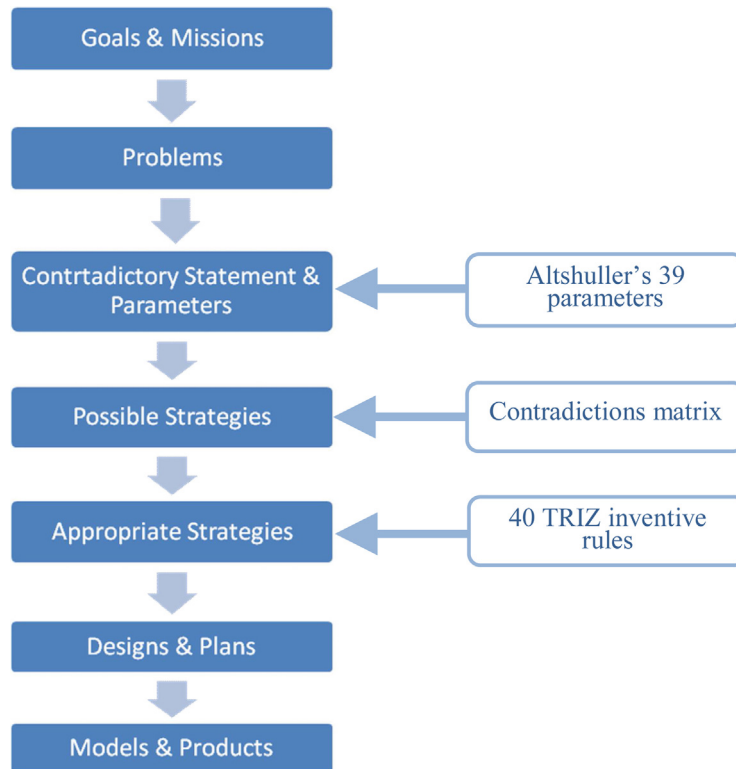 Goals & Missions
Problems
Contrtadictory Statement &
Parameters
Altshuller’s 39
parameters
Possible Strategies
Contradictions matrix
Appropriate Strategies
40 TRIZ inventive
rules
Designs & Plans
Models & Products